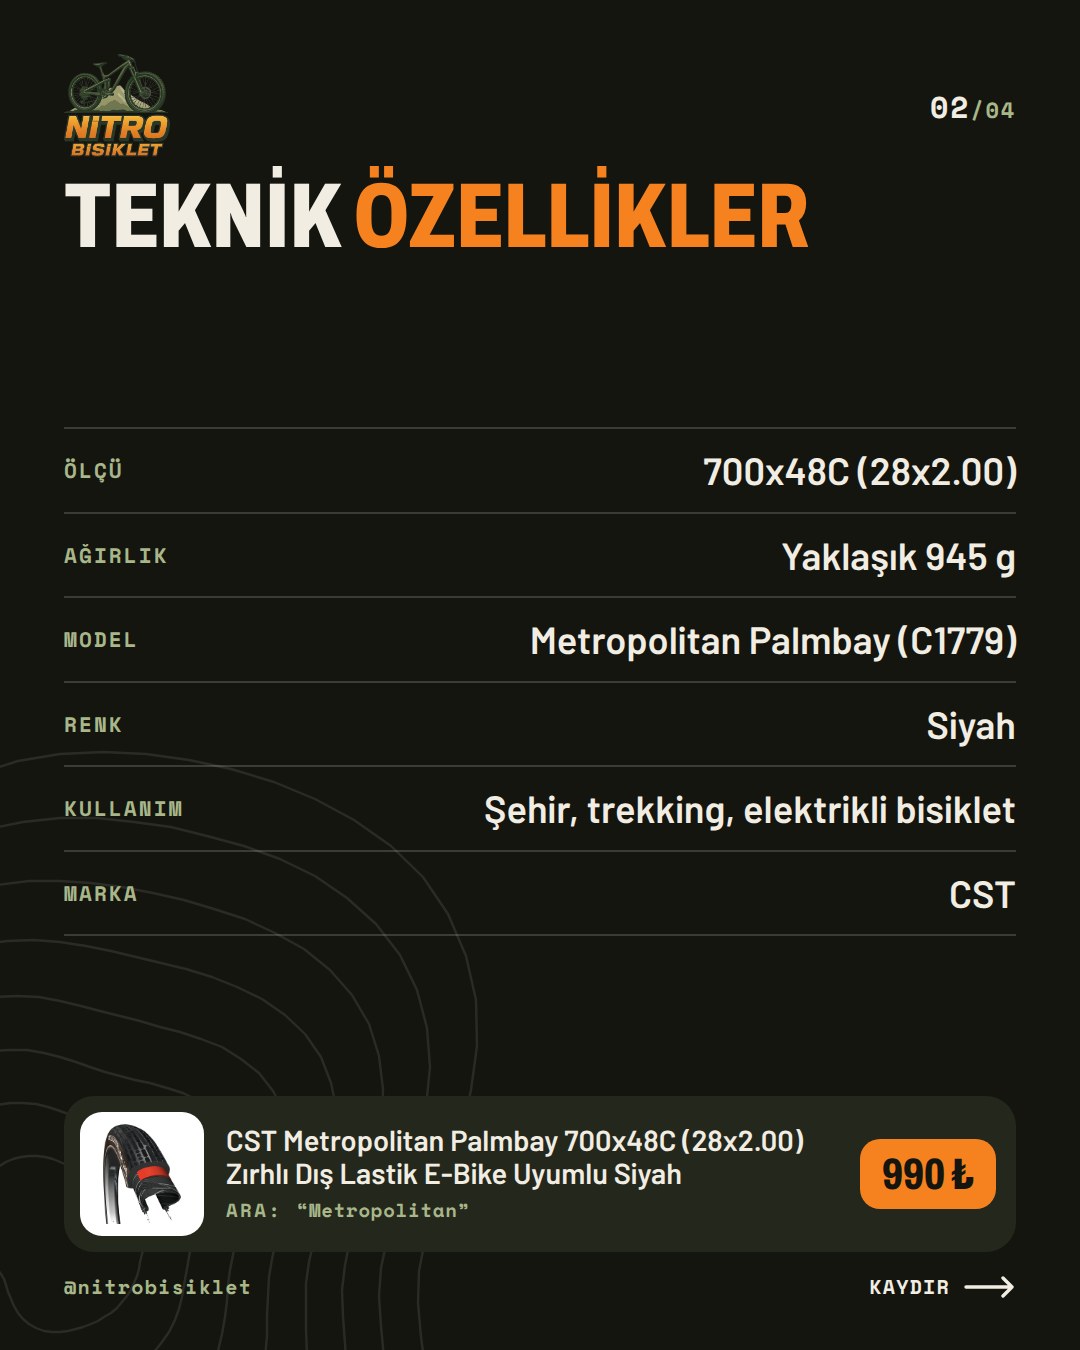 NiTRO
BISIKLET
02/04
TEKNİK ÖZELLİKLER
ÖLÇÜ 700x48C (28x2.00)
AĞIRLIK Yaklaşık 945 g
MODEL Metropolitan Palmbay (C1779)
RENK Siyah
KULLANIM Şehir, trekking, elektrikli bisiklet
MARKA CST
CST Metropolitan Palmbay 700x48C (28x2.00)
Zırhlı Dış Lastik E-Bike Uyumlu Siyah
ARA: “Metropolitan”
990 ₺
@nitrobisiklet
KAYDIR